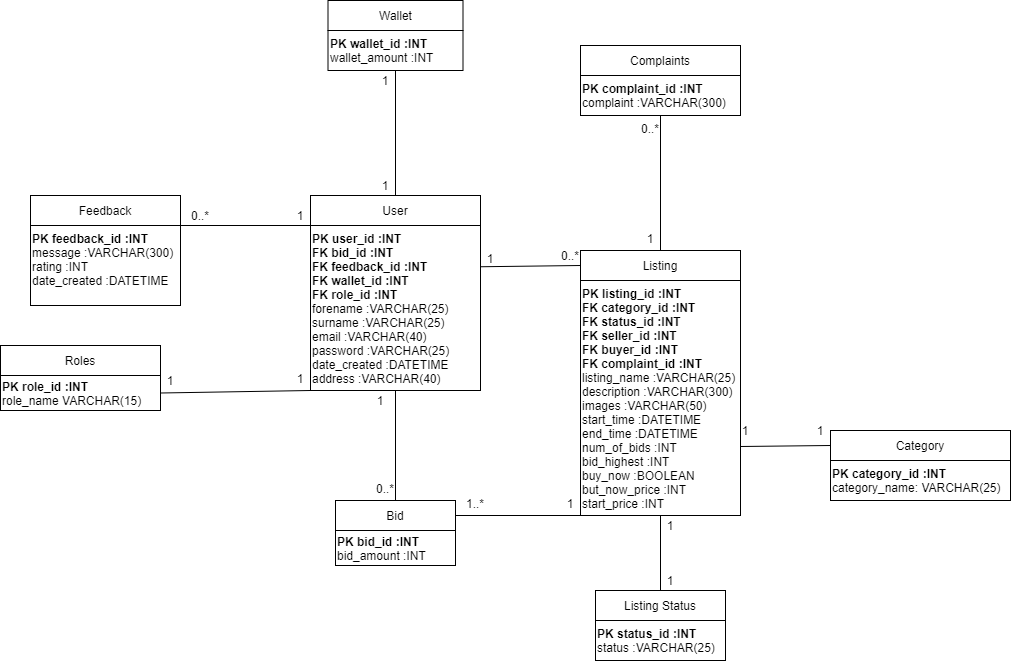 Wallet
PK wallet_id :INT
wallet_amount :INT
1
1
Complaints
PK complaint_id :INT
complaint :VARCHAR(300)
0..*
1
Feedback
PK feedback_id :INT
message :VARCHAR(300)
rating :INT
date_created :DATETIME
0..*
1
User
PK user_id :INT
FK bid_id :INT
FK feedback_id :INT
FK wallet_id :INT
FK role_id :INT
forename :VARCHAR(25)
surname :VARCHAR(25)
email :VARCHAR(40)
password :VARCHAR(25)
date_created :DATETIME
address :VARCHAR(40)
1
0..*
Listing
PK listing_id :INT
FK category_id :INT
FK status_id :INT
FK seller_id :INT
FK buyer_id :INT
FK complaint_id :INT
listing_name :VARCHAR(25)
description :VARCHAR(300)
images :VARCHAR(50)
start_time :DATETIME
end_time :DATETIME
num_of_bids :INT
bid_highest :INT
buy_now :BOOLEAN
but_now_price :INT
start_price :INT
Roles
PK role_id :INT
role_name VARCHAR(15)
1
1
1
0..*
1
1
Category
PK category_id :INT
category_name: VARCHAR(25)
Bid
PK bid_id :INT
bid_amount :INT
1..*
1
1
1
Listing Status
PK status_id :INT
status :VARCHAR(25)